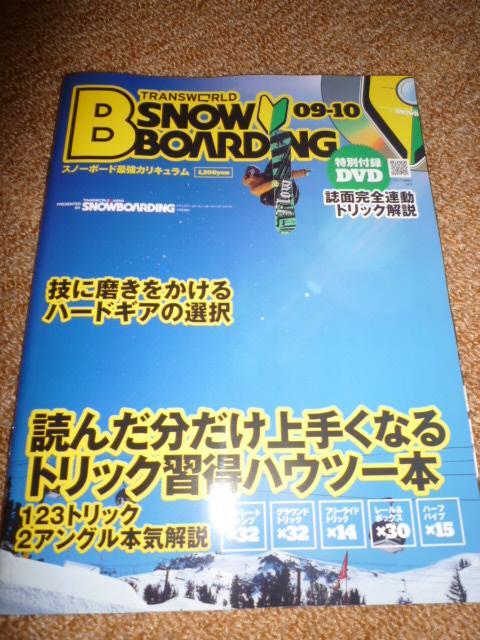 TRANSWORLD
B SNOW BOARDING
09-10
スノーボード最強カリキュラム 1,200yen
特別付録
DVD
誌面完全連動
トリック解説
PRESENTED BY
TRANSWORLD JAPAN
SNOWBOARDING
flow
技に磨きをかける
ハードギアの選択
読んだ分だけ上手くなる
トリック習得ハウツー本
123トリック
2アングル本気解説
×32
グラウンド
トリック
×32
フリーライド
トリック
×14
レール&
ボックス
×30
ハーフ
パイプ
×15